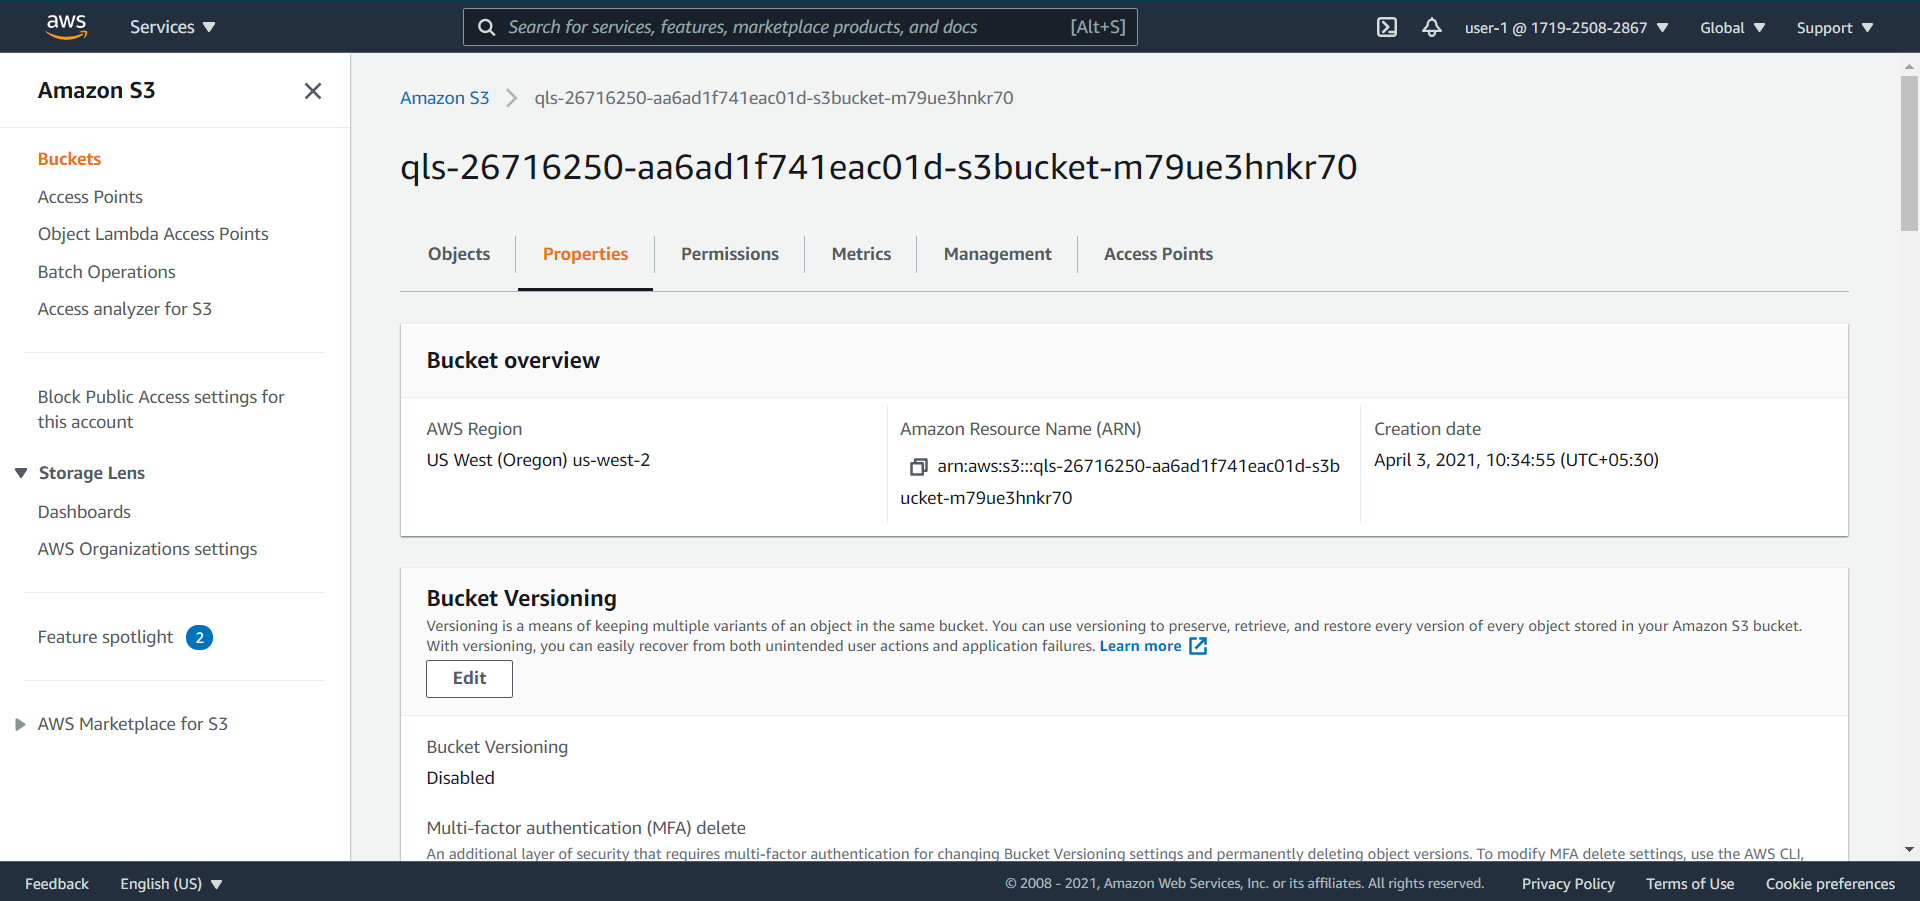 aws
Services
Search for services, features, marketplace products, and docs
[Alt+S]
user-1 @ 1719-2508-2867
Global
Support
Amazon S3
Buckets
Access Points
Object Lambda Access Points
Batch Operations
Access analyzer for S3
Block Public Access settings for
this account
Storage Lens
Dashboards
AWS Organizations settings
Feature spotlight 2
AWS Marketplace for S3
Amazon S3
qls-26716250-aa6ad1f741eac01d-s3bucket-m79ue3hnkr70
qls-26716250-aa6ad1f741eac01d-s3bucket-m79ue3hnkr70
Objects
Properties
Permissions
Metrics
Management
Access Points
Bucket overview
AWS Region
US West (Oregon) us-west-2
Amazon Resource Name (ARN)
arn:aws:s3:::qls-26716250-aa6ad1f741eac01d-s3b
ucket-m79ue3hnkr70
Creation date
April 3, 2021, 10:34:55 (UTC+05:30)
Bucket Versioning
Versioning is a means of keeping multiple variants of an object in the same bucket. You can use versioning to preserve, retrieve, and restore every version of every object stored in your Amazon S3 bucket.
With versioning, you can easily recover from both unintended user actions and application failures. Learn more
Edit
Bucket Versioning
Disabled
Multi-factor authentication (MFA) delete
An additional layer of security that requires multi-factor authentication for changing Bucket Versioning settings and permanently deleting object versions. To modify MFA delete settings, use the AWS CLI,
Feedback
English (US)
© 2008 - 2021, Amazon Web Services, Inc. or its affiliates. All rights reserved.
Privacy Policy
Terms of Use
Cookie preferences